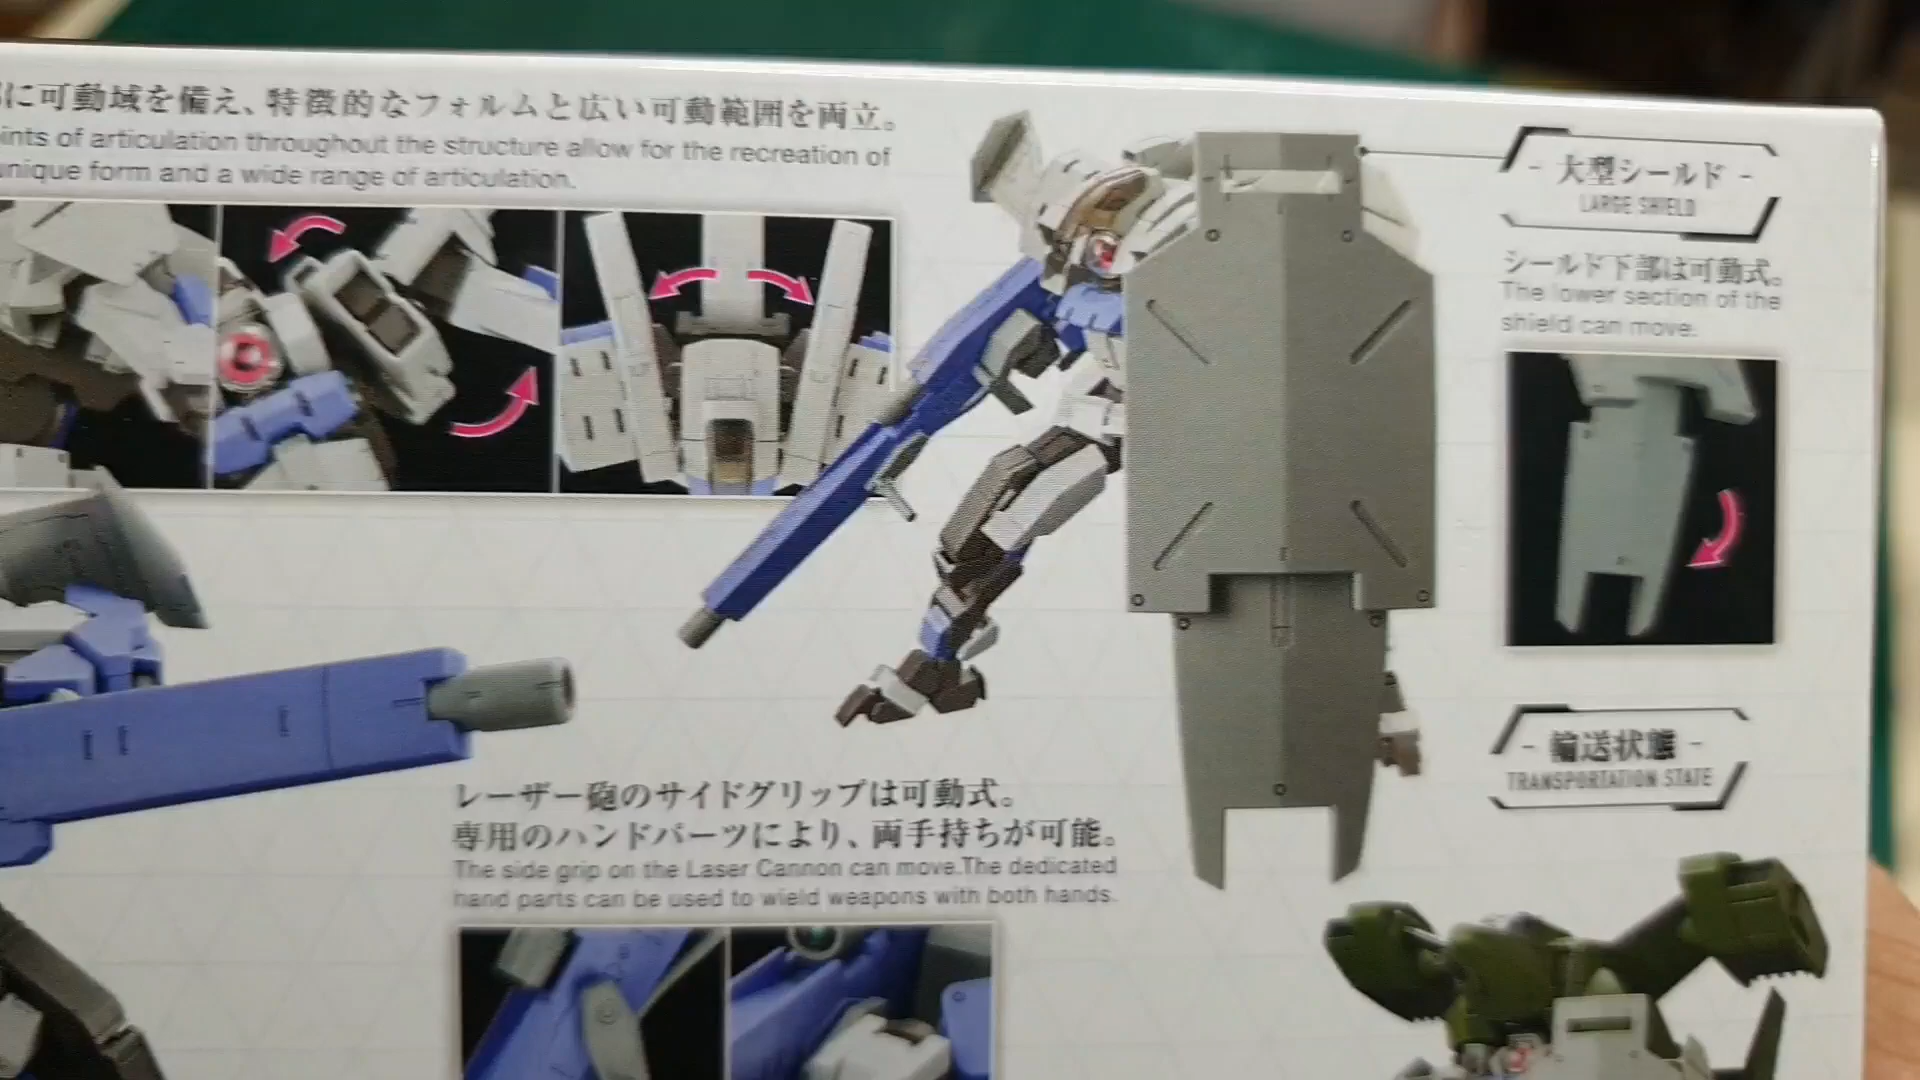 に可動域を備え、特徴的なフォルムと広い可動範囲を両立。
ints of articulation throughout the structure allow for the recreation of
unique form and a wide range of articulation.
- 大型シールド -
LARGE SHIELD
シールド下部は可動式。
The lower section of the
shield can move.
- 輸送状態 -
TRANSPORTATION STATE
レーザー砲のサイドグリップは可動式。
専用のハンドパーツにより、両手持ちが可能。
The side grip on the Laser Cannon can move.The dedicated
hand parts can be used to wield weapons with both hands.